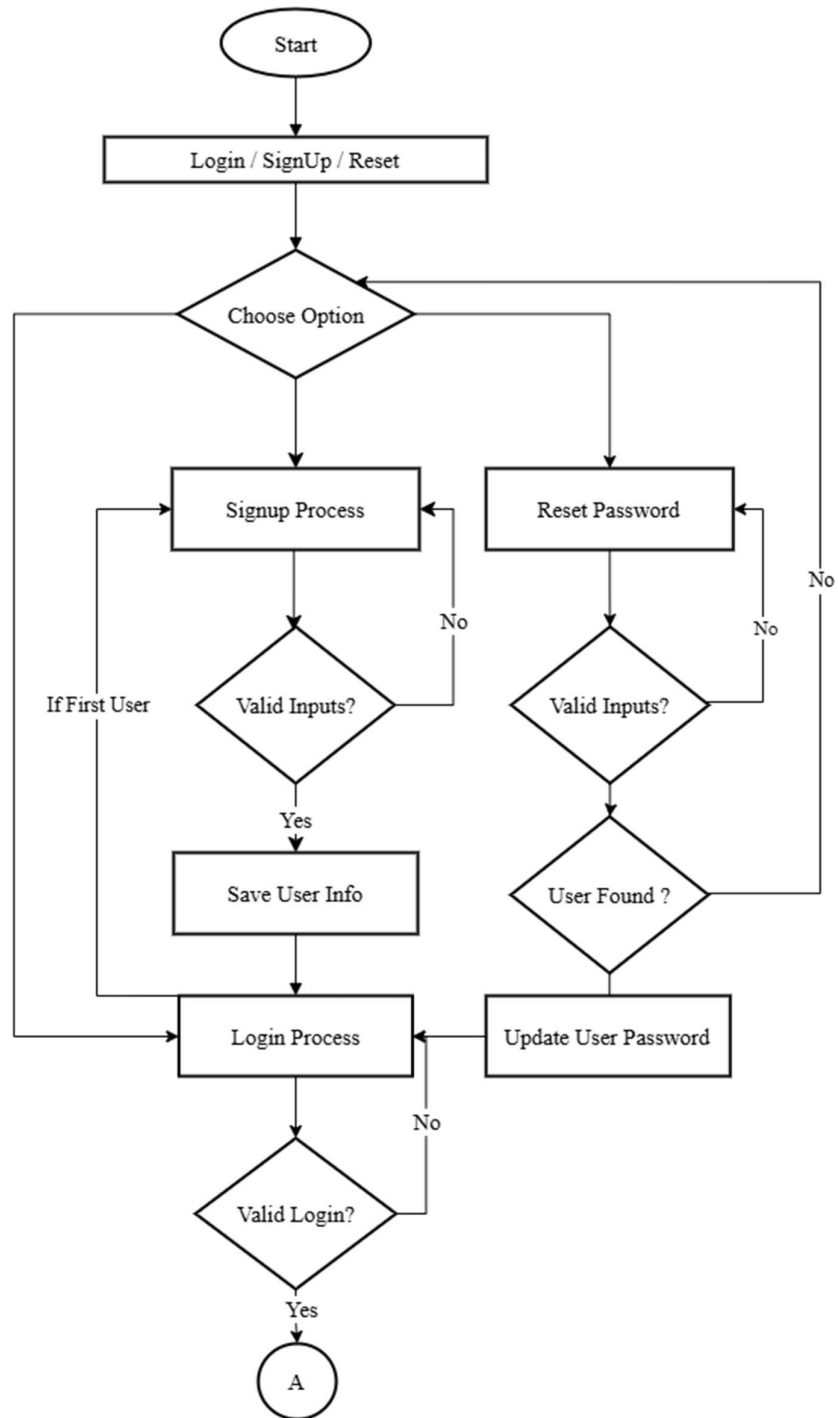 Start
Login / SignUp / Reset
Choose Option
Signup Process
Reset Password
No
No
No
If First User
Valid Inputs?
Valid Inputs?
Yes
Save User Info
User Found ?
Login Process
Update User Password
No
Valid Login?
Yes
A